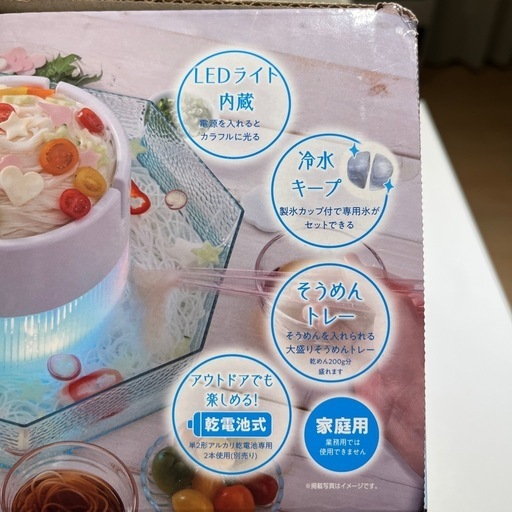 LEDライト
内蔵
電源を入れると
カラフルに光る
冷水
キープ
製氷カップ付で専用氷が
セットできる
そうめん
トレー
そうめんを入れられる
大盛りそうめんトレー
乾めん200g分
盛れます
アウトドアでも
楽しめる!
乾電池式
単2形アルカリ乾電池専用
2本使用(別売り)
家庭用
業務用では
使用できません
※掲載写真はイメージです。